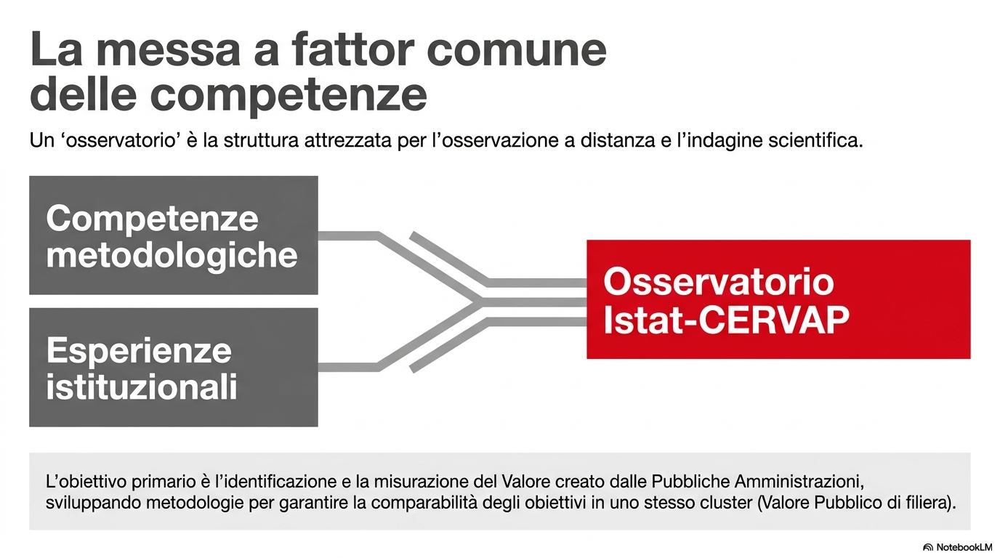 La messa a fattor comune
delle competenze
Un ‘osservatorio’ è la struttura attrezzata per l’osservazione a distanza e l’indagine scientifica.
Competenze
metodologiche
Esperienze
istituzionali
Osservatorio
Istat-CERVAP
L’obiettivo primario è l’identificazione e la misurazione del Valore creato dalle Pubbliche Amministrazioni,
sviluppando metodologie per garantire la comparabilità degli obiettivi in uno stesso cluster (Valore Pubblico di filiera).
NotebookLM